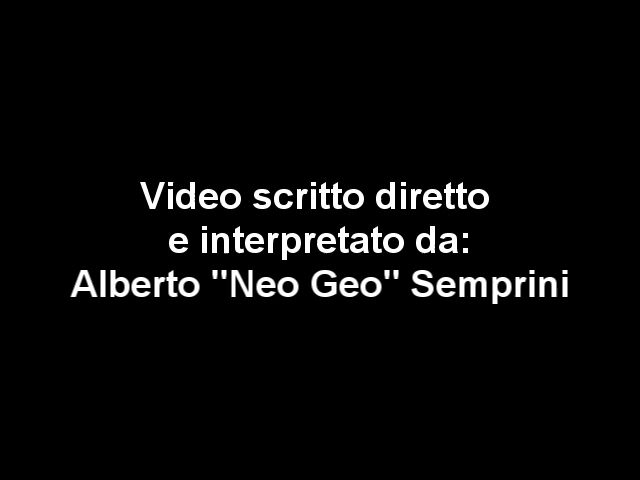 Video scritto diretto
e interpretato da:
Alberto "Neo Geo" Semprini